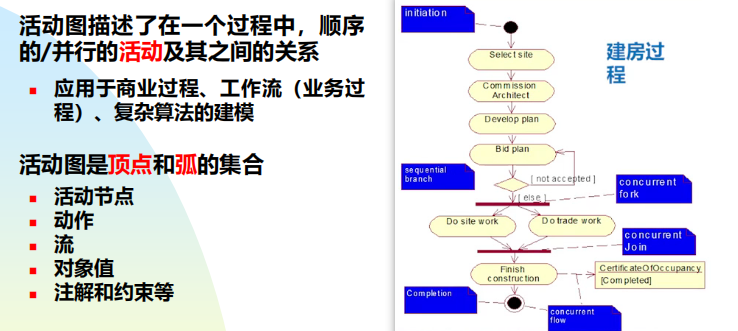 活动图描述了在一个过程中，顺序
的/并行的活动及其之间的关系
应用于商业过程、工作流（业务过
程）、复杂算法的建模
活动图是顶点和弧的集合
活动节点
动作
流
对象值
注解和约束等
建房过
程
initiation
Select site
Commission
Architect
Develop plan
Bid plan
sequential
branch
[ not accepted ]
[ else ]
concurrent
fork
Do site work
Do trade work
concurrent
Join
Finish
construction
CertificateOfOccupancy
[Completed]
Completion
concurrent
flow